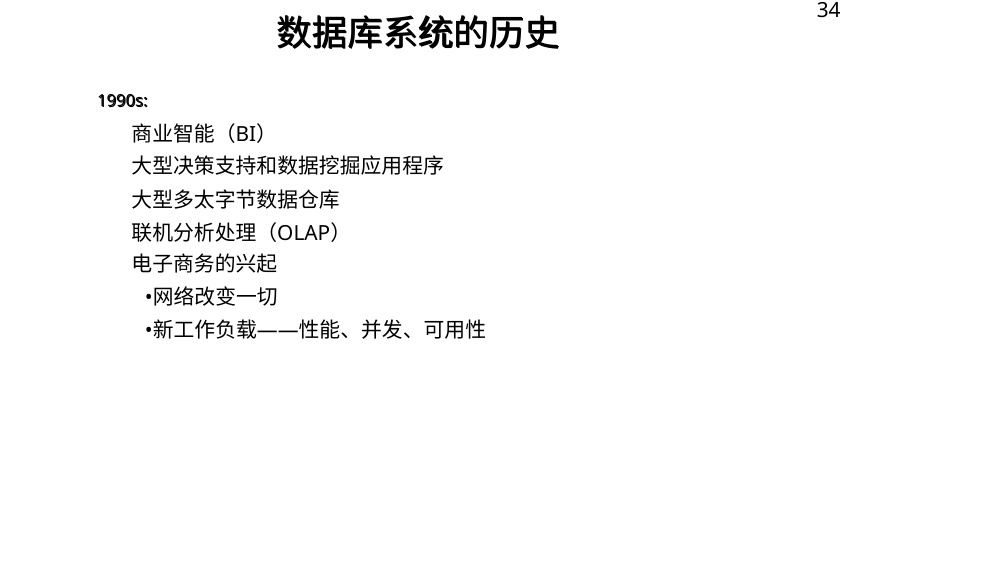 34
数据库系统的历史
1990s:
商业智能（BI）
大型决策支持和数据挖掘应用程序
大型多太字节数据仓库
联机分析处理（OLAP）
电子商务的兴起
•网络改变一切
•新工作负载——性能、并发、可用性